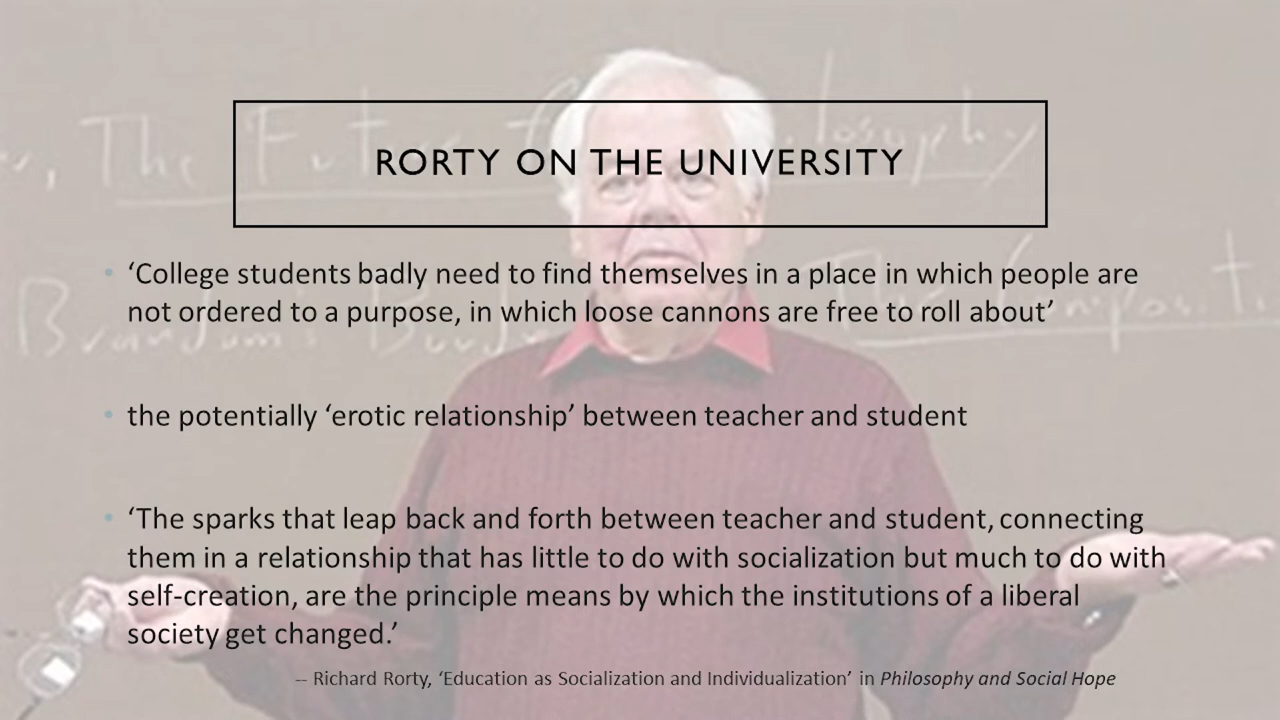 RORTY ON THE UNIVERSITY
• ‘College students badly need to find themselves in a place in which people are
not ordered to a purpose, in which loose cannons are free to roll about’
• the potentially ‘erotic relationship’ between teacher and student
• ‘The sparks that leap back and forth between teacher and student, connecting
them in a relationship that has little to do with socialization but much to do with
self-creation, are the principle means by which the institutions of a liberal
society get changed.’
-- Richard Rorty, ‘Education as Socialization and Individualization’ in Philosophy and Social Hope
The